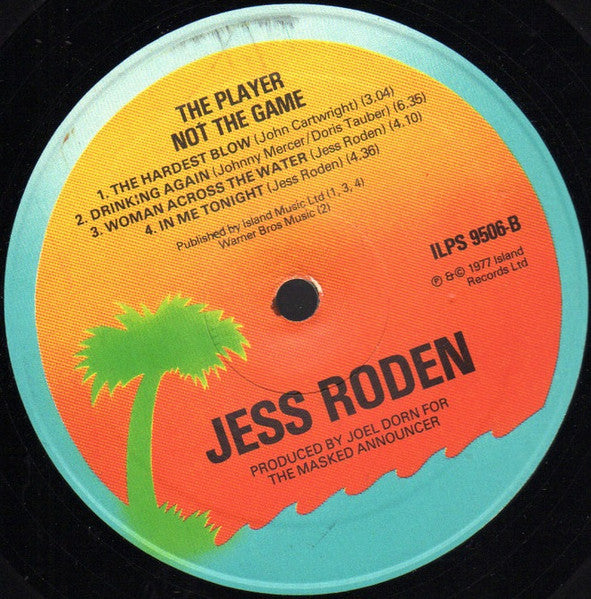 THE PLAYER
NOT THE GAME
1. THE HARDEST BLOW (John Cartwright) (3.04)
2. DRINKING AGAIN (Johnny Mercer/Doris Tauber) (6.35)
3. WOMAN ACROSS THE WATER (Jess Roden) (4.10)
4. IN ME TONIGHT (Jess Roden) (4.36)
Published by Island Music Ltd (1, 3, 4)
Warner Bros Music (2)
ILPS 9506-B
℗ & © 1977 Island
Records Ltd
JESS RODEN
PRODUCED BY JOEL DORN FOR
THE MASKED ANNOUNCER